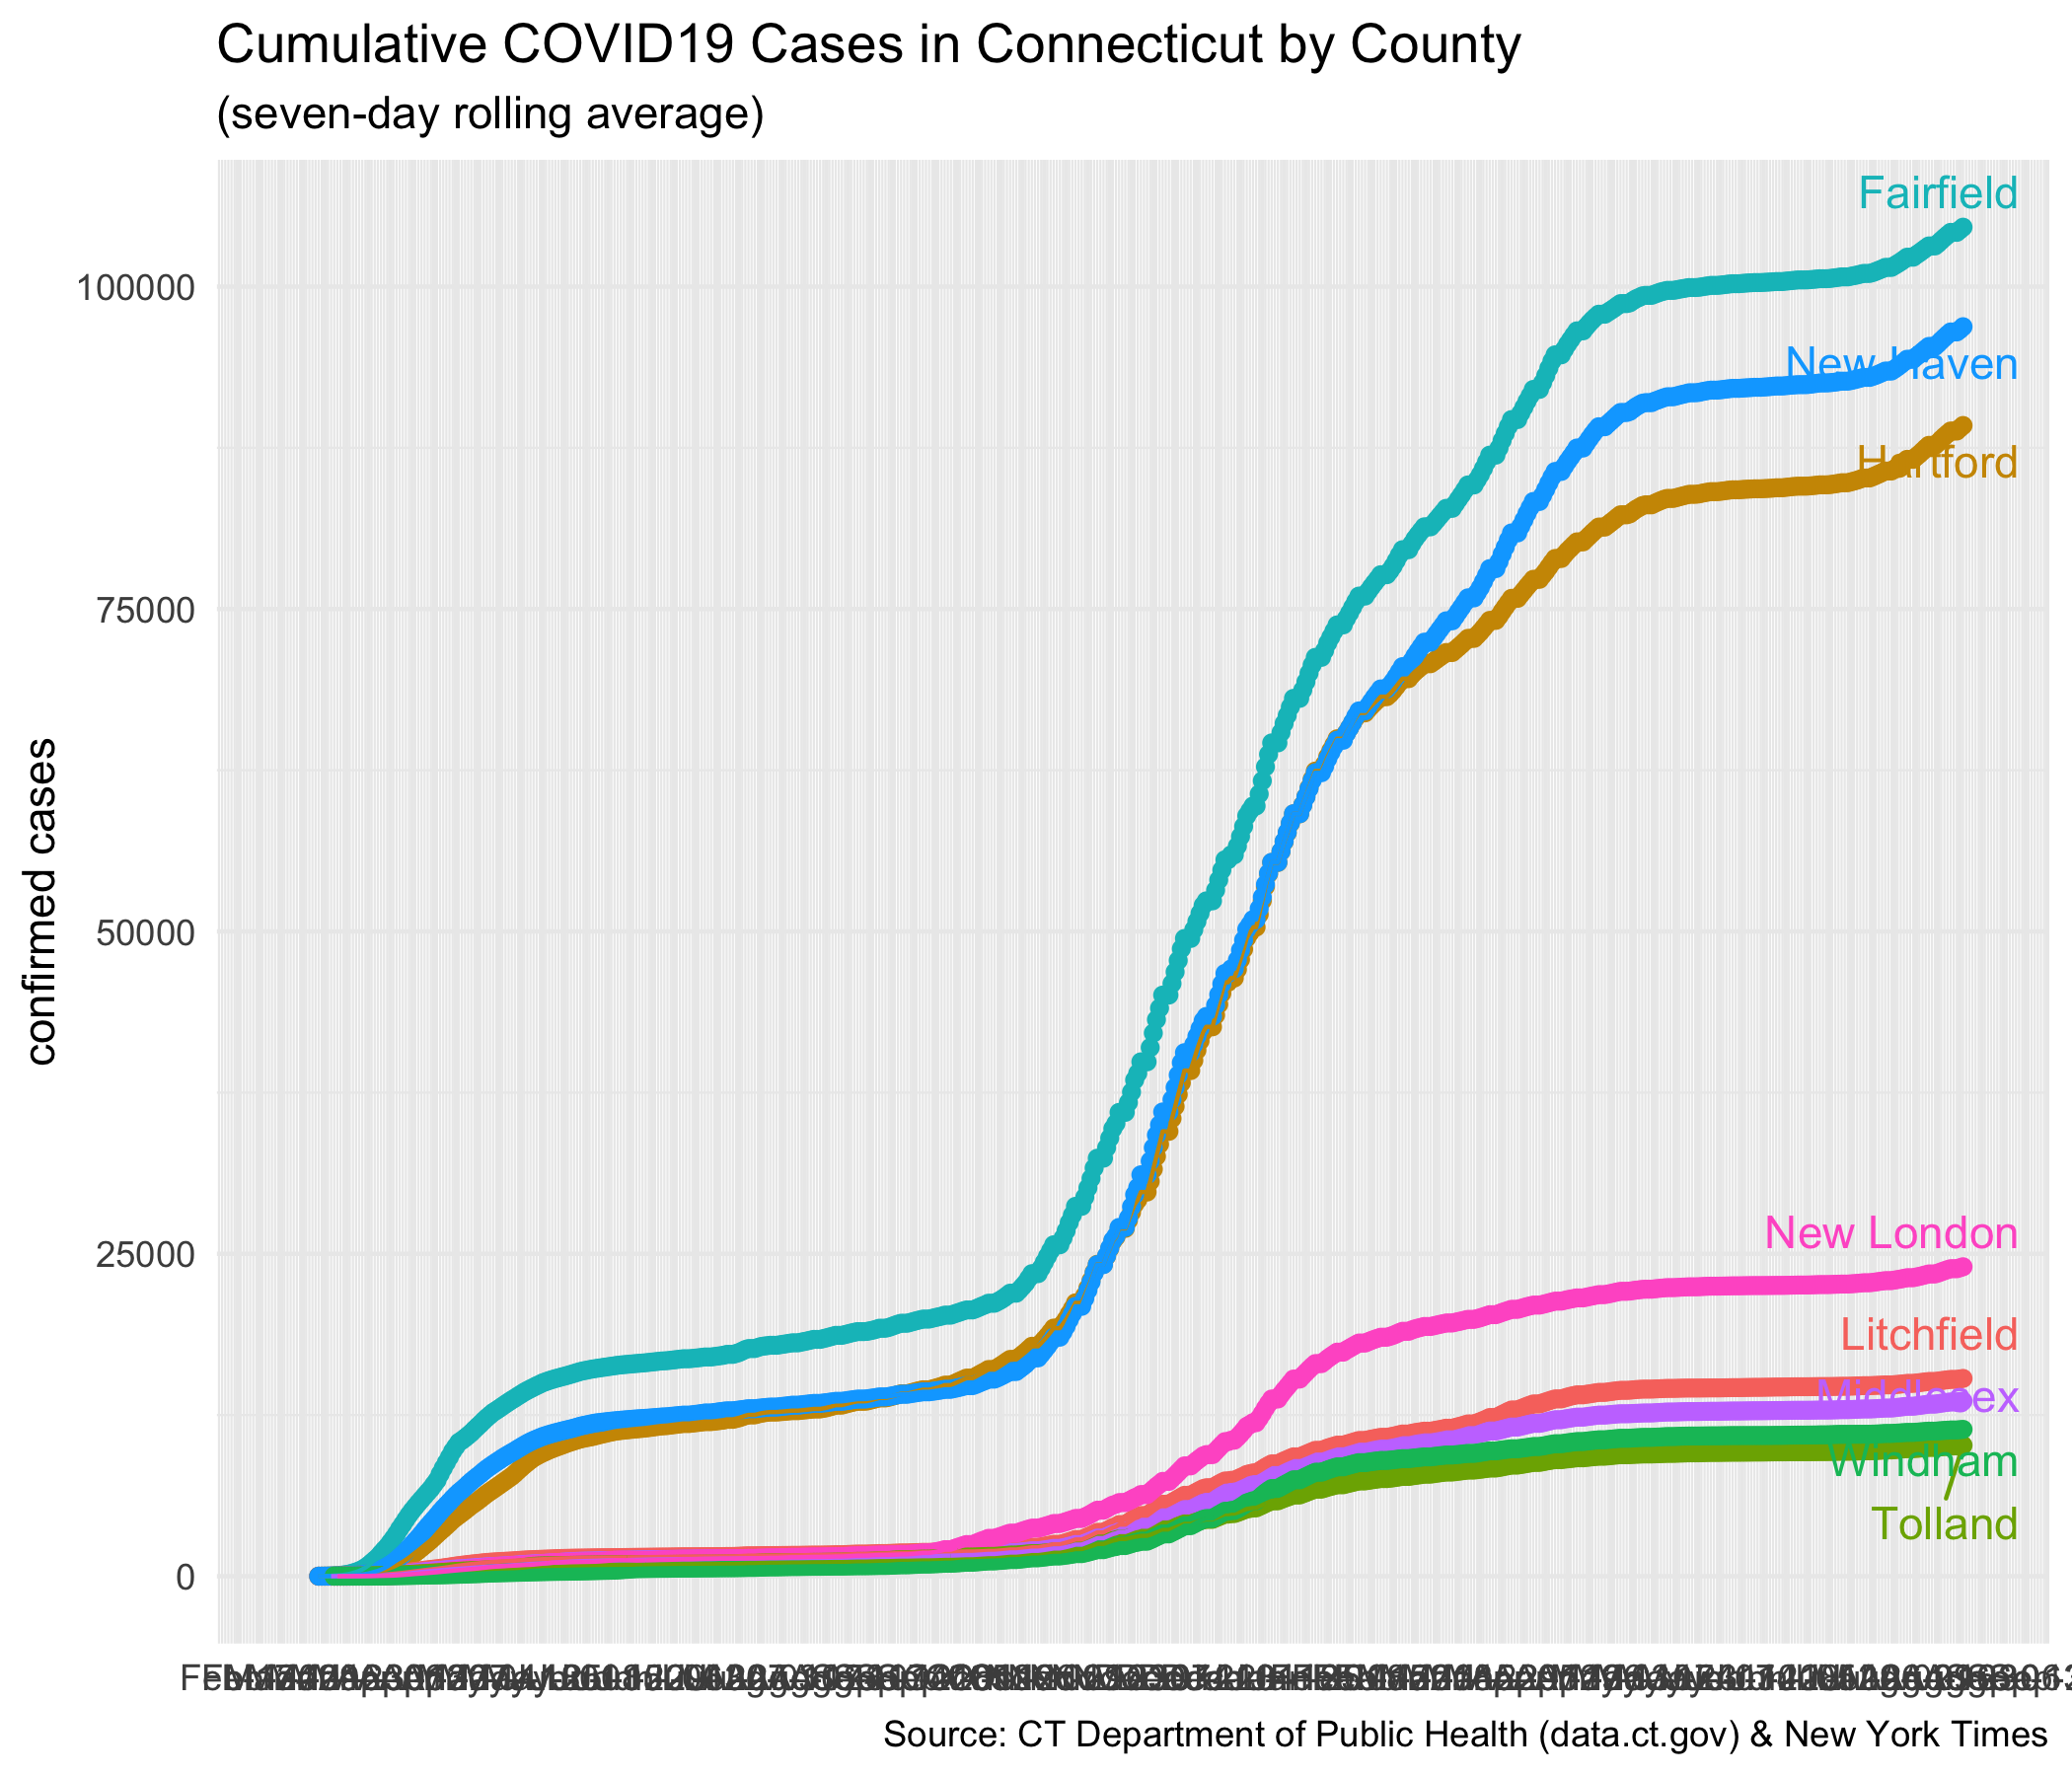 Cumulative COVID19 Cases in Connecticut by County
(seven-day rolling average)
Fairfield
100000
New Haven
Hartford
75000
confirmed cases
50000
New London
25000
Litchfield
Middlesex
Windham
Tolland
0
Source: CT Department of Public Health (data.ct.gov) & New York Times